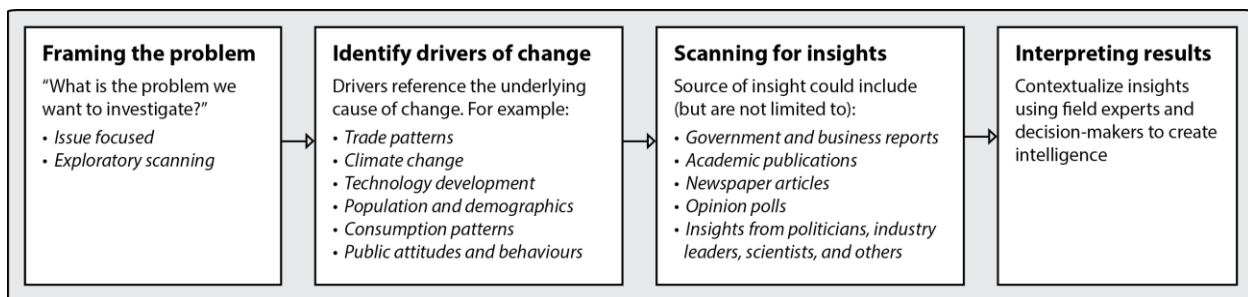 Framing the problem
“What is the problem we
want to investigate?”
• Issue focused
• Exploratory scanning
Identify drivers of change
Drivers reference the underlying
cause of change. For example:
• Trade patterns
• Climate change
• Technology development
• Population and demographics
• Consumption patterns
• Public attitudes and behaviours
Scanning for insights
Source of insight could include
(but are not limited to):
• Government and business reports
• Academic publications
• Newspaper articles
• Opinion polls
• Insights from politicians, industry
leaders, scientists, and others
Interpreting results
Contextualize insights
using field experts and
decision-makers to create
intelligence